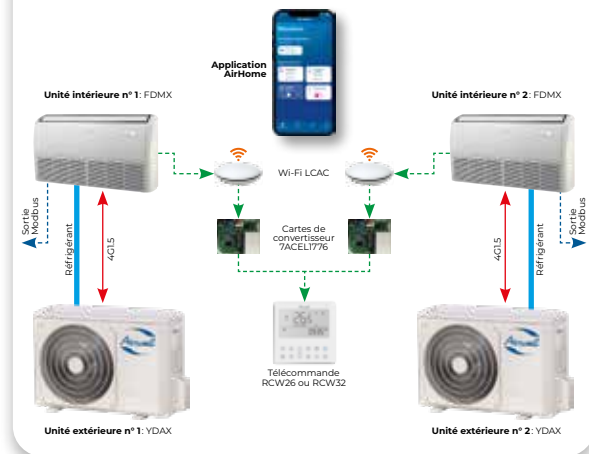 Application
AirHome
Unité intérieure n° 1 : FDMX
Unité intérieure n° 2 : FDMX
Wi-Fi LCAC
Sortie
Modbus
Réfrigérant
4G1.5
Cartes de
convertisseur
7ACEL1776
4G1.5
Réfrigérant
Sortie
Modbus
Télécommande
RCW26 ou RCW32
Airwell
Airwell
Unité extérieure n° 1 : YDAX
Unité extérieure n° 2 : YDAX